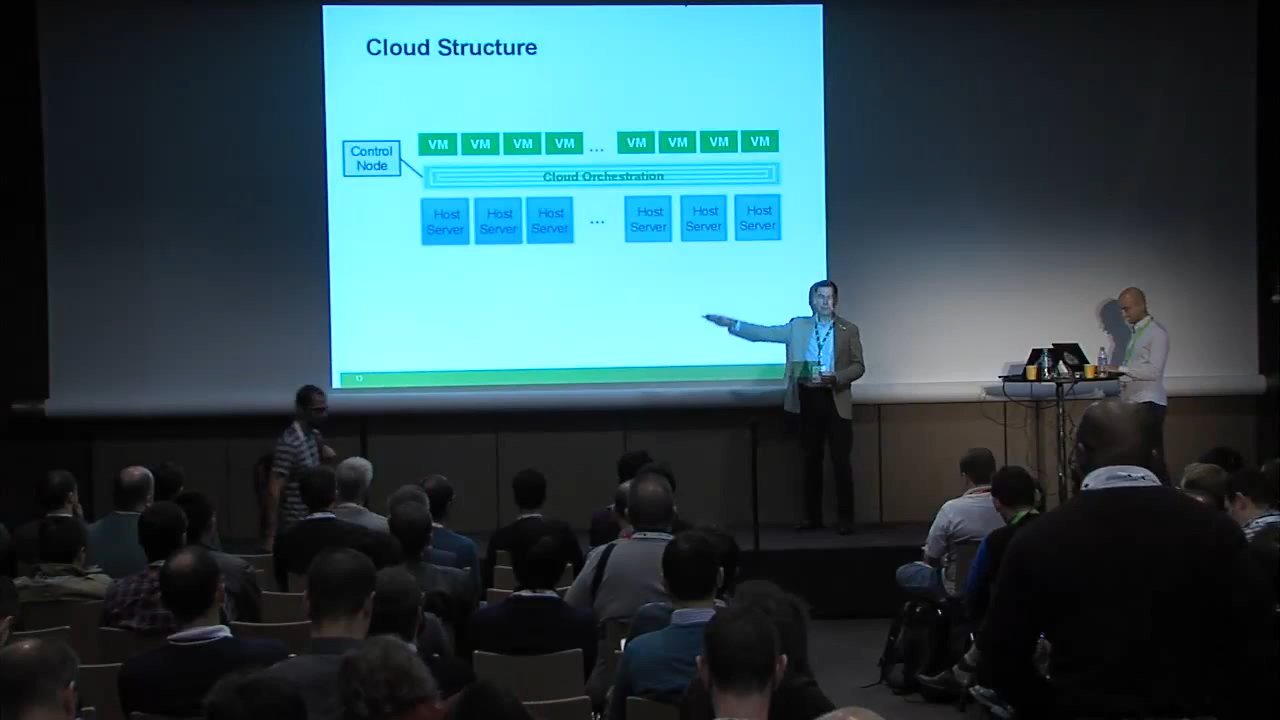 Cloud Structure
VM VM VM VM ... VM VM VM VM
Control
Node
Cloud Orchestration
Host Server Host Server Host Server ... Host Server Host Server Host Server
13